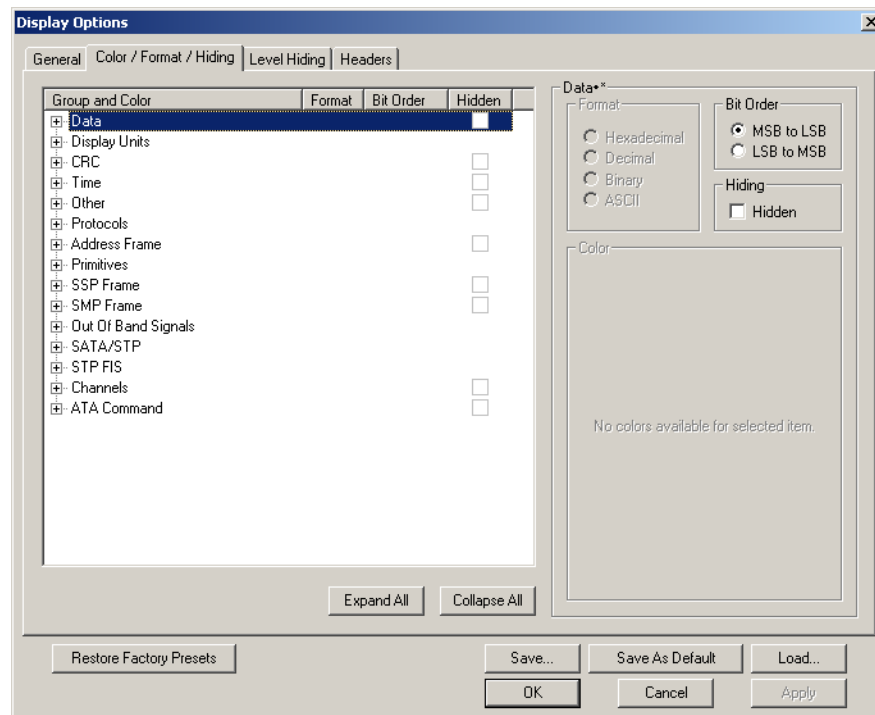 Display Options
General
Color / Format / Hiding
Level Hiding
Headers
Group and Color
Format
Bit Order
Hidden
Data
Display Units
CRC
Time
Other
Protocols
Address Frame
Primitives
SSP Frame
SMP Frame
Out Of Band Signals
SATA/STP
STP FIS
Channels
ATA Command
Expand All
Collapse All
Data•*
Format
Hexadecimal
Decimal
Binary
ASCII
Bit Order
MSB to LSB
LSB to MSB
Hiding
Hidden
Color
No colors available for selected item.
Restore Factory Presets
Save...
Save As Default
Load...
OK
Cancel
Apply